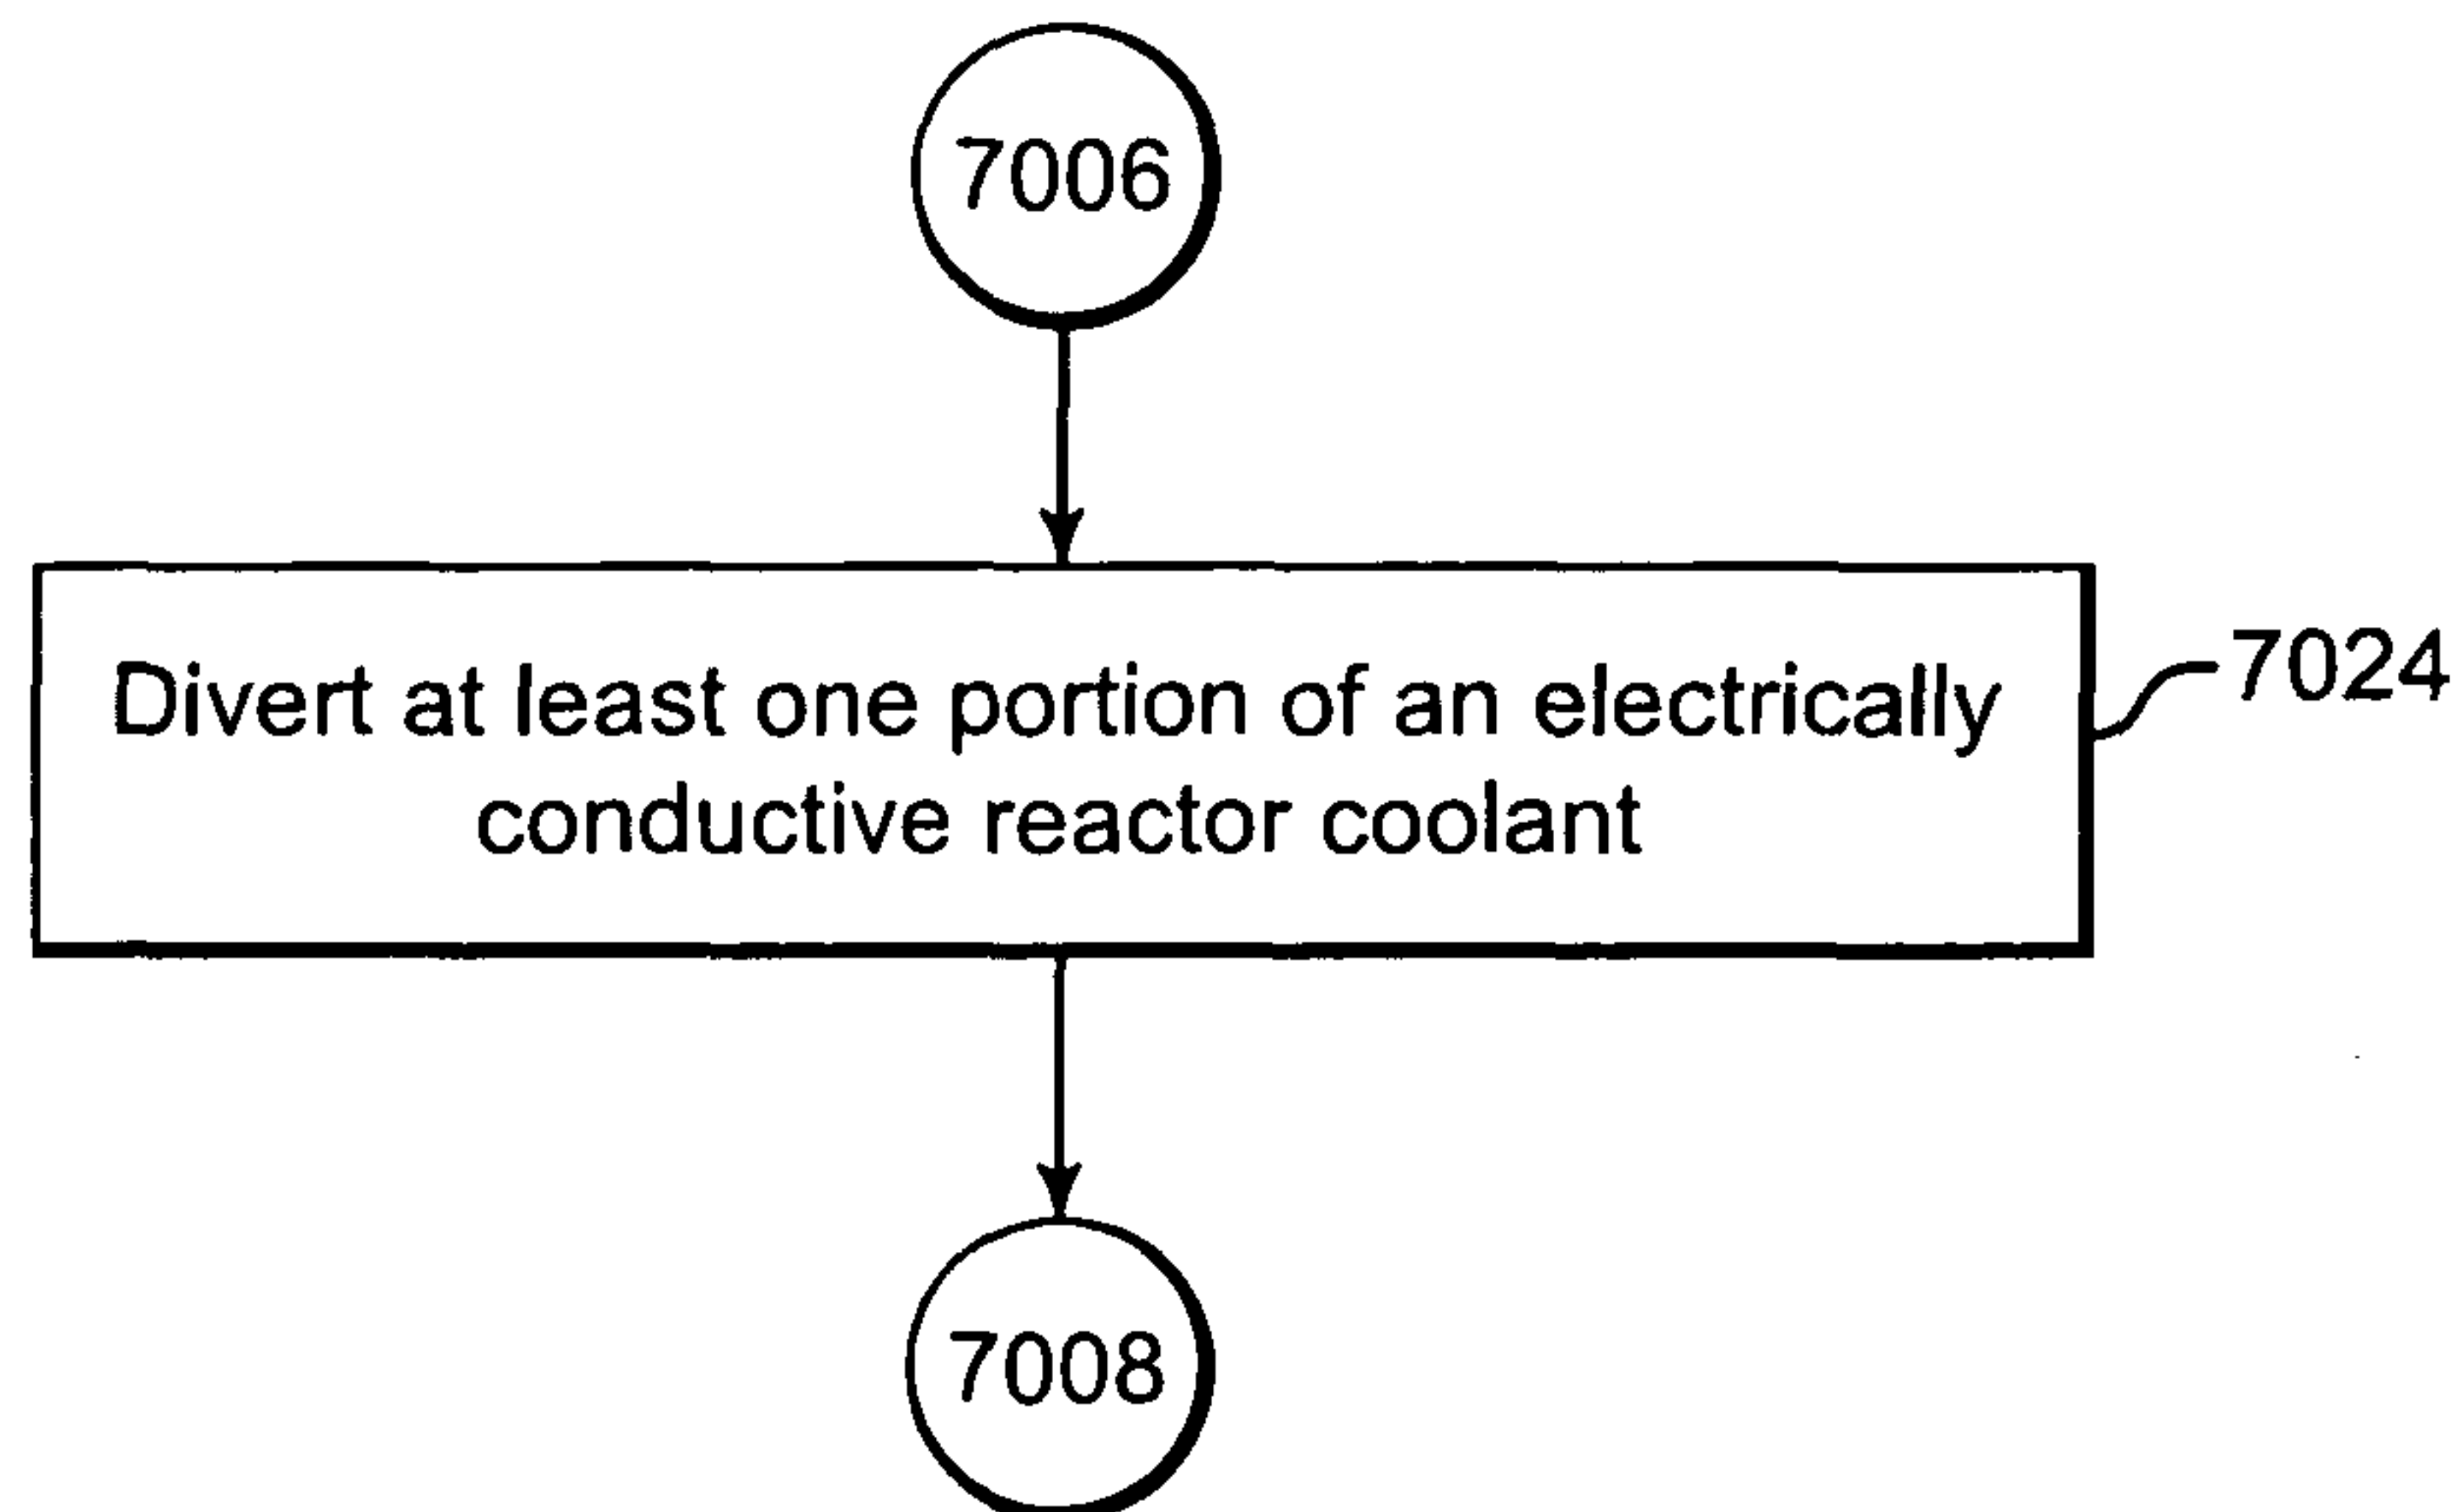 7006
Divert at least one portion of an electrically
7024
conductive reactor coolant
7008